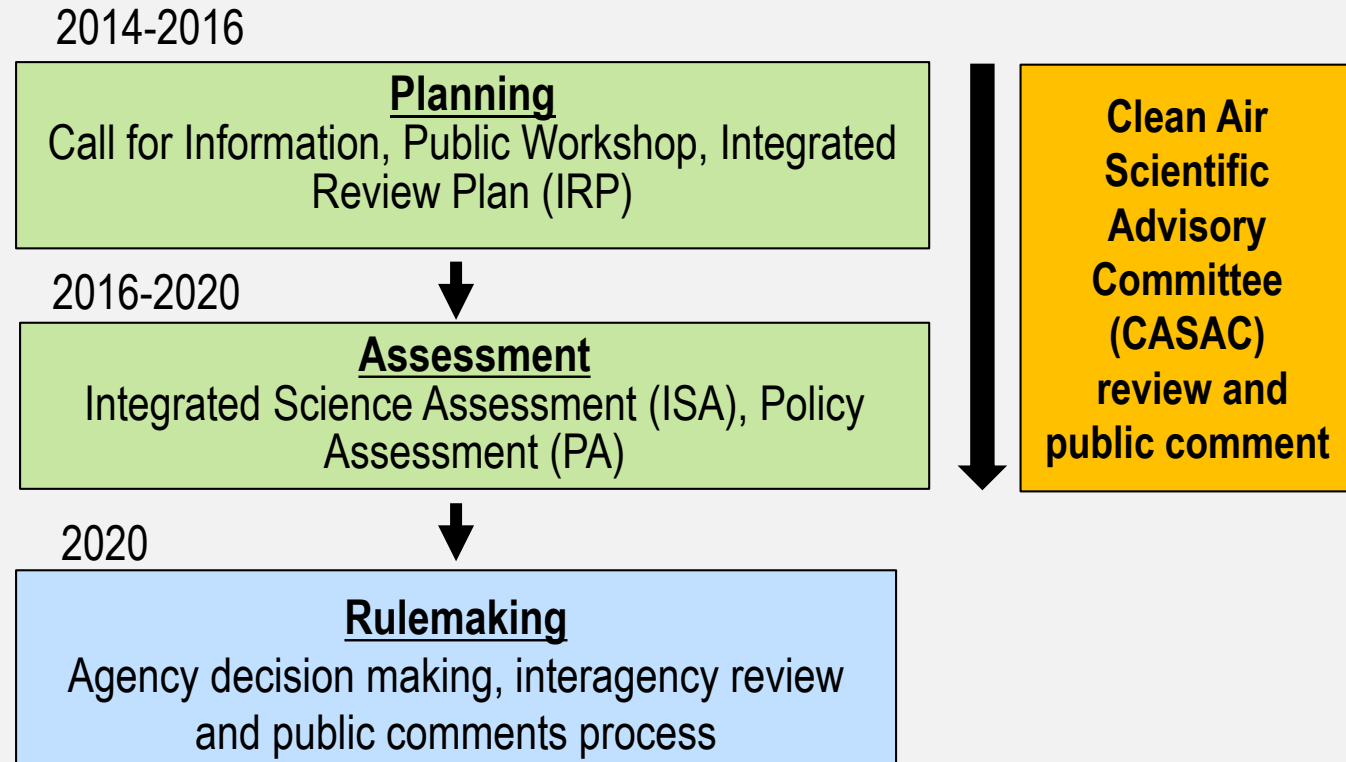 2014-2016
Planning
Call for Information, Public Workshop, Integrated
Review Plan (IRP)
2016-2020
Assessment
Integrated Science Assessment (ISA), Policy
Assessment (PA)
2020
Rulemaking
Agency decision making, interagency review
and public comments process
Clean Air
Scientific
Advisory
Committee
(CASAC)
review and
public comment